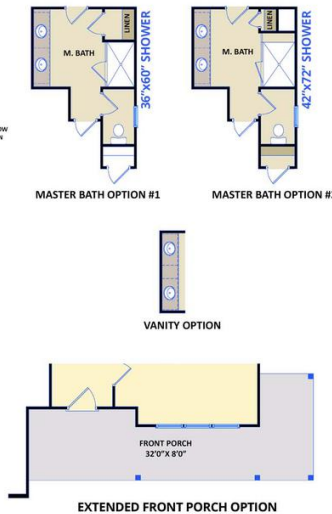 LINEN
M. BATH
36"x60" SHOWER
MASTER BATH OPTION #1
LINEN
M. BATH
42"x72" SHOWER
MASTER BATH OPTION #
VANITY OPTION
FRONT PORCH
32'0"X 8'0"
EXTENDED FRONT PORCH OPTION